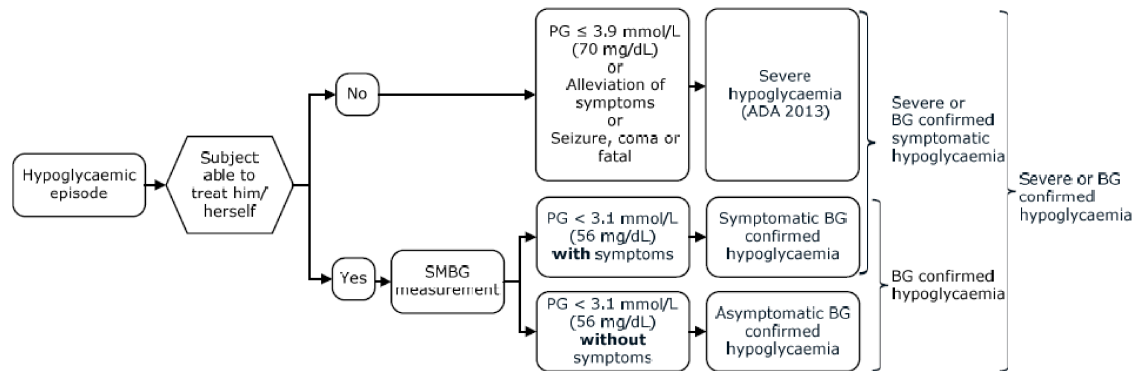 Hypoglycaemic
episode
Subject
able to
treat him/
herself
No
Yes
SMBG
measurement
PG ≤ 3.9 mmol/L
(70 mg/dL)
or
Alleviation of
symptoms
or
Seizure, coma or
fatal
Severe
hypoglycaemia
(ADA 2013)
PG < 3.1 mmol/L
(56 mg/dL)
with symptoms
Symptomatic BG
confirmed
hypoglycaemia
PG < 3.1 mmol/L
(56 mg/dL)
without
symptoms
Asymptomatic BG
confirmed
hypoglycaemia
Severe or
BG confirmed
symptomatic
hypoglycaemia
BG confirmed
hypoglycaemia
Severe or BG
confirmed
hypoglycaemia